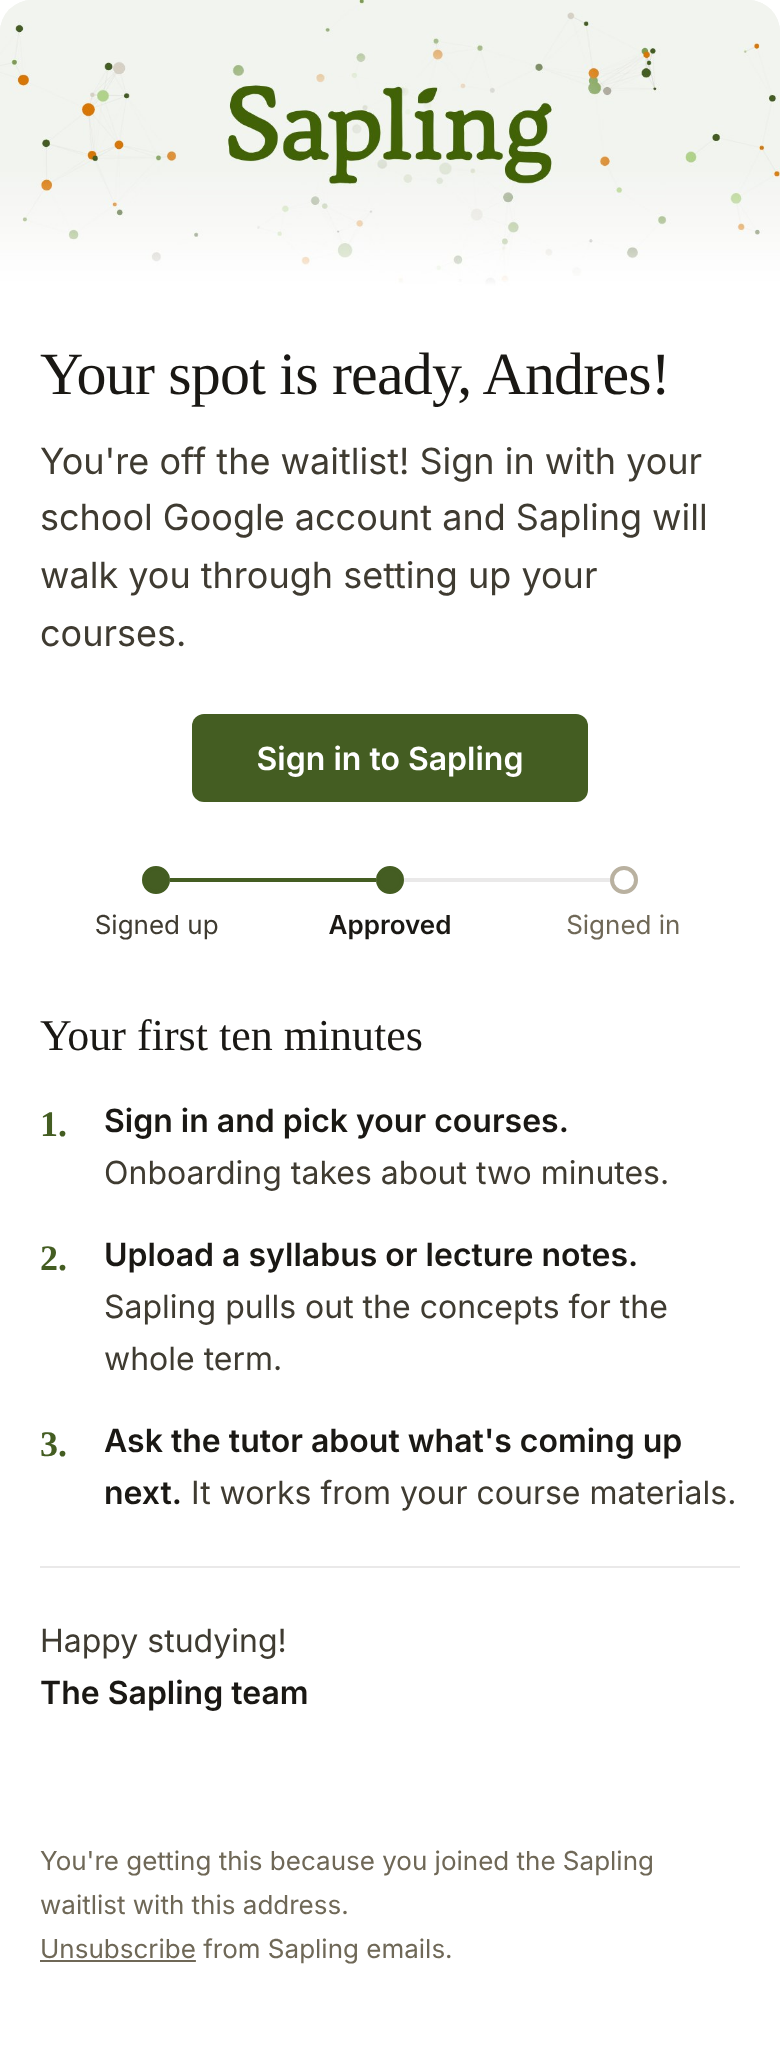 Sapling
Your spot is ready, Andres!
You're off the waitlist! Sign in with your
school Google account and Sapling will
walk you through setting up your
courses.
Sign in to Sapling
Signed up
Approved
Signed in
Your first ten minutes
1. Sign in and pick your courses.
Onboarding takes about two minutes.
2. Upload a syllabus or lecture notes.
Sapling pulls out the concepts for the
whole term.
3. Ask the tutor about what's coming up
next. It works from your course materials.
Happy studying!
The Sapling team
You're getting this because you joined the Sapling
waitlist with this address.
Unsubscribe from Sapling emails.